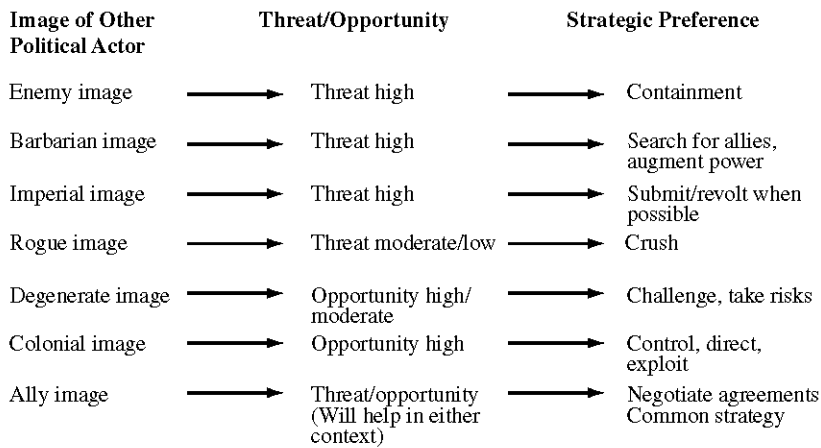 Image of Other Threat/Opportunity Strategic Preference
Political Actor
Enemy image Threat high Containment
Barbarian image Threat high Search for allies,
augment power
Imperial image Threat high Submit/revolt when
possible
Rogue image Threat moderate/low Crush
Degenerate image Opportunity high/ Challenge, take risks
moderate
Colonial image Opportunity high Control, direct,
exploit
Ally image Threat/opportunity Negotiate agreements
(Will help in either Common strategy
context)